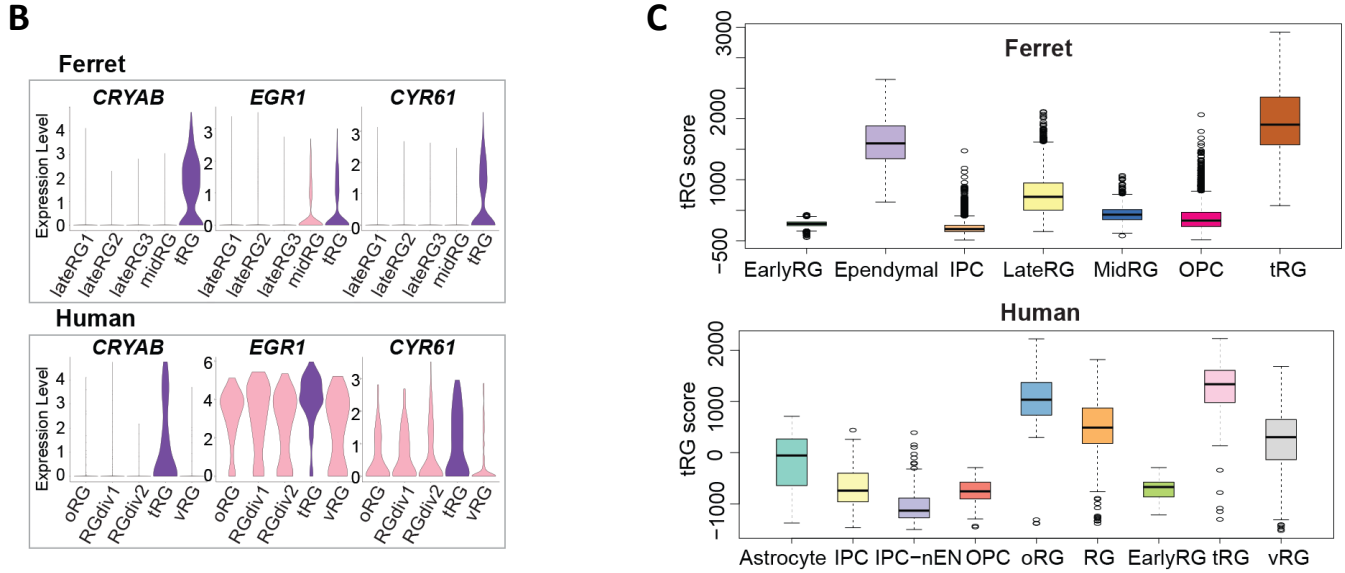 B
Ferret
CRYAB EGR1 CYR61
Expression Level
4
3
2
1
0
3
2
1
0
3
2
1
0
lateRG1 lateRG2 lateRG3 midRG tRG
lateRG1 lateRG2 lateRG3 midRG tRG
lateRG1 lateRG2 lateRG3 midRG tRG
Human
CRYAB EGR1 CYR61
Expression Level
4
3
2
1
0
6
4
2
0
3
2
1
0
oRG RGdiv1 RGdiv2 tRG vRG
oRG RGdiv1 RGdiv2 tRG vRG
oRG RGdiv1 RGdiv2 tRG vRG
C
Ferret
tRG score
3000
2000
1000
−500
EarlyRG Ependymal IPC LateRG MidRG OPC tRG
Human
tRG score
2000
1000
0
−1000
Astrocyte IPC IPC−nEN OPC oRG RG EarlyRG tRG vRG